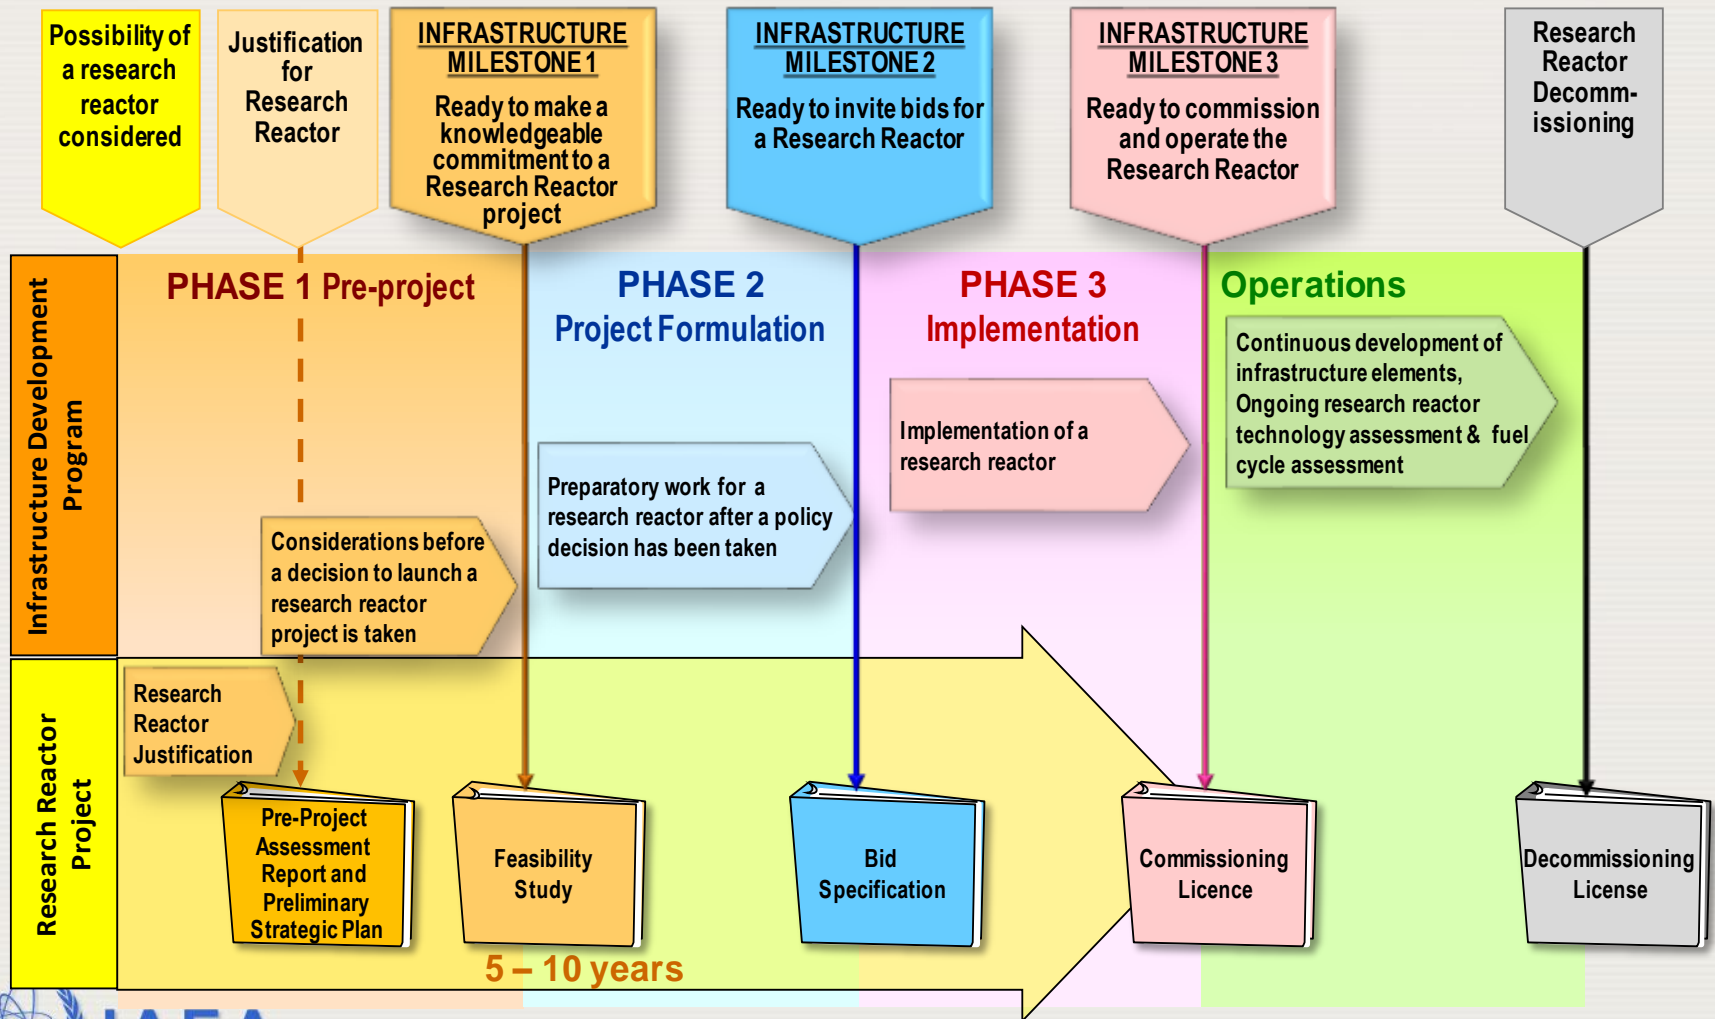 Possibility of
a research
reactor
considered
Justification
for
Research
Reactor
INFRASTRUCTURE
MILESTONE 1
Ready to make a
knowledgeable
commitment to a
Research Reactor
project
INFRASTRUCTURE
MILESTONE 2
Ready to invite bids for
a Research Reactor
INFRASTRUCTURE
MILESTONE 3
Ready to commission
and operate the
Research Reactor
Research
Reactor
Decomm-
issioning
Infrastructure Development
Program
PHASE 1 Pre-project
PHASE 2
Project Formulation
PHASE 3
Implementation
Operations
Considerations before
a decision to launch a
research reactor
project is taken
Preparatory work for a
research reactor after a policy
decision has been taken
Implementation of a
research reactor
Continuous development of
infrastructure elements,
Ongoing research reactor
technology assessment & fuel
cycle assessment
Research Reactor
Project
Research
Reactor
Justification
Pre-Project
Assessment
Report and
Preliminary
Strategic Plan
Feasibility
Study
Bid
Specification
Commissioning
Licence
Decommissioning
License
5 – 10 years
IAEA